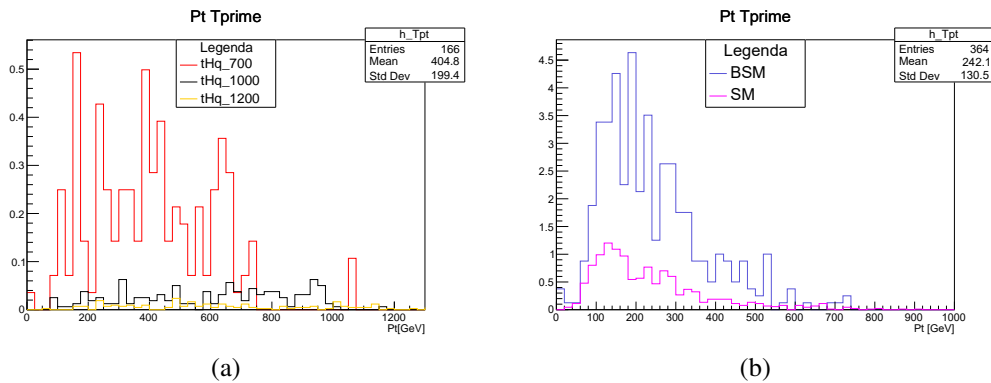 Pt Tprime
h_Tpt
Entries 166
Mean 404.8
Std Dev 199.4
Legenda
tHq_700
tHq_1000
tHq_1200
0.5
0.4
0.3
0.2
0.1
0
0 200 400 600 800 1000 1200
Pt[GeV]
(a)
Pt Tprime
h_Tpt
Entries 364
Mean 242.1
Std Dev 130.5
Legenda
BSM
SM
4.5
4
3.5
3
2.5
2
1.5
1
0.5
0
0 100 200 300 400 500 600 700 800 900 1000
Pt [GeV]
(b)